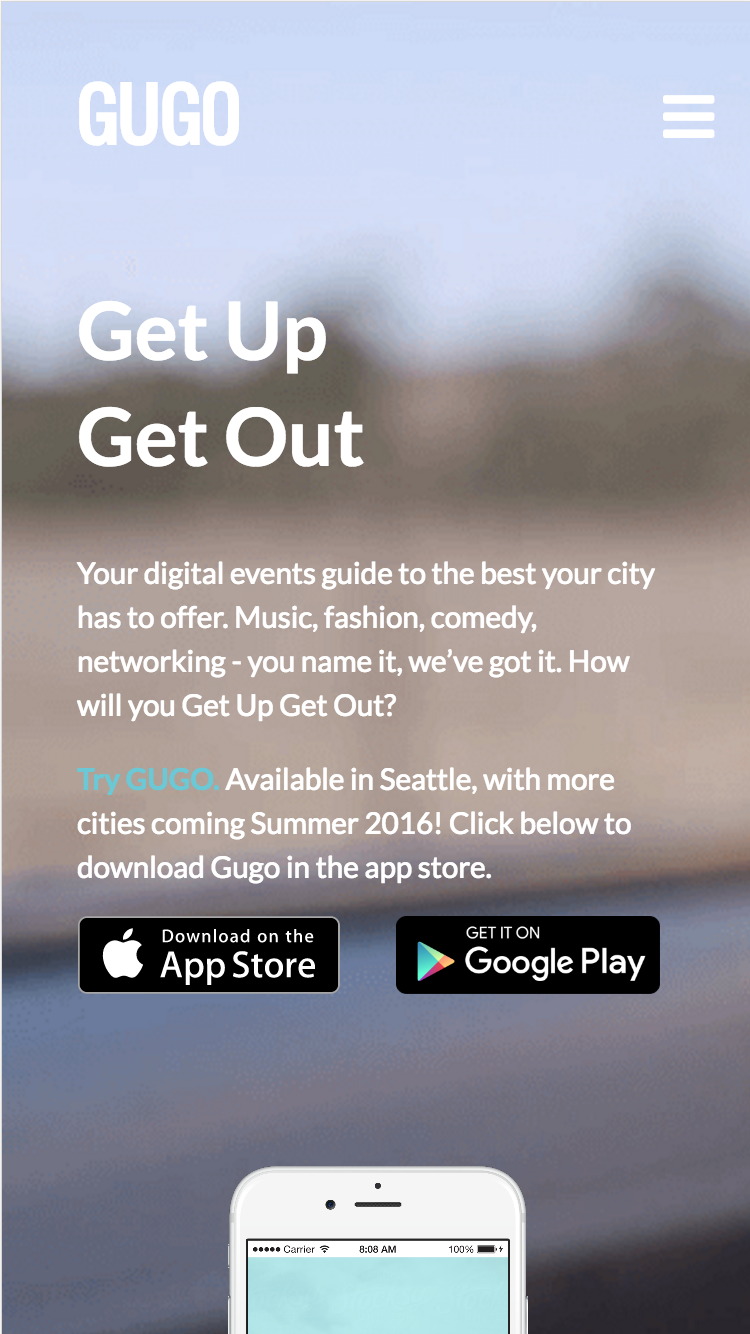 GUGO
Get Up
Get Out
Your digital events guide to the best your city
has to offer. Music, fashion, comedy,
networking - you name it, we’ve got it. How
will you Get Up Get Out?
Try GUGO. Available in Seattle, with more
cities coming Summer 2016! Click below to
download Gugo in the app store.
Download on the
App Store
GET IT ON
Google Play
Carrier 8:08 AM 100%